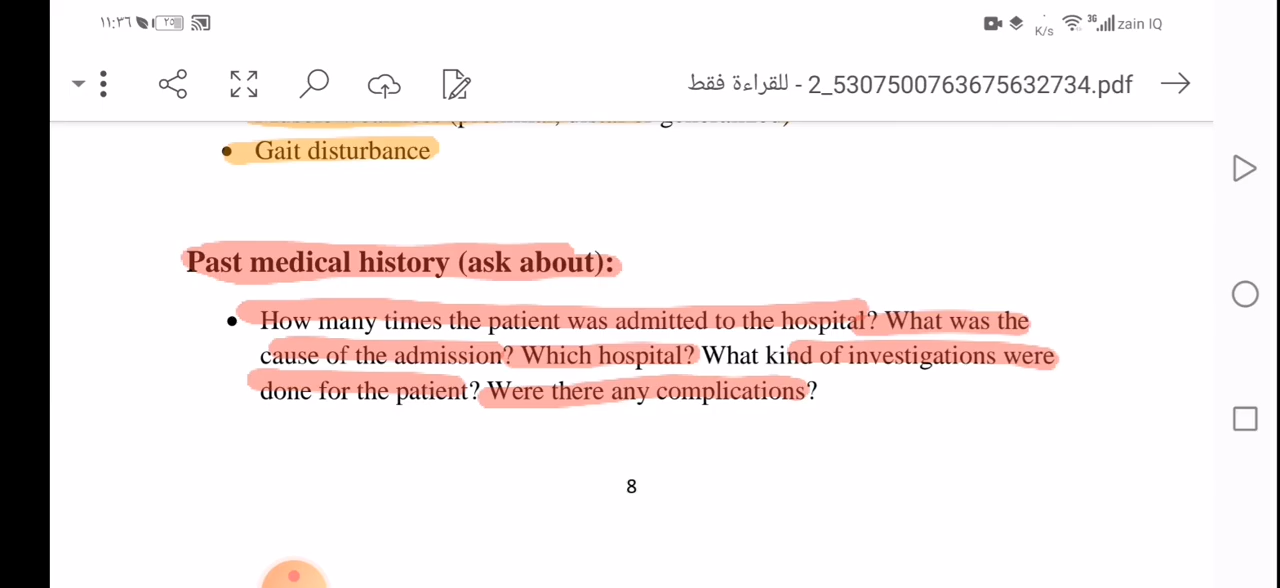 ١١:٣٦ ٢٥ K/s 3G zain IQ
2_5307500763675632734.pdf - للقراءة فقط
Gait disturbance
Past medical history (ask about):
How many times the patient was admitted to the hospital? What was the
cause of the admission? Which hospital? What kind of investigations were
done for the patient? Were there any complications?
8